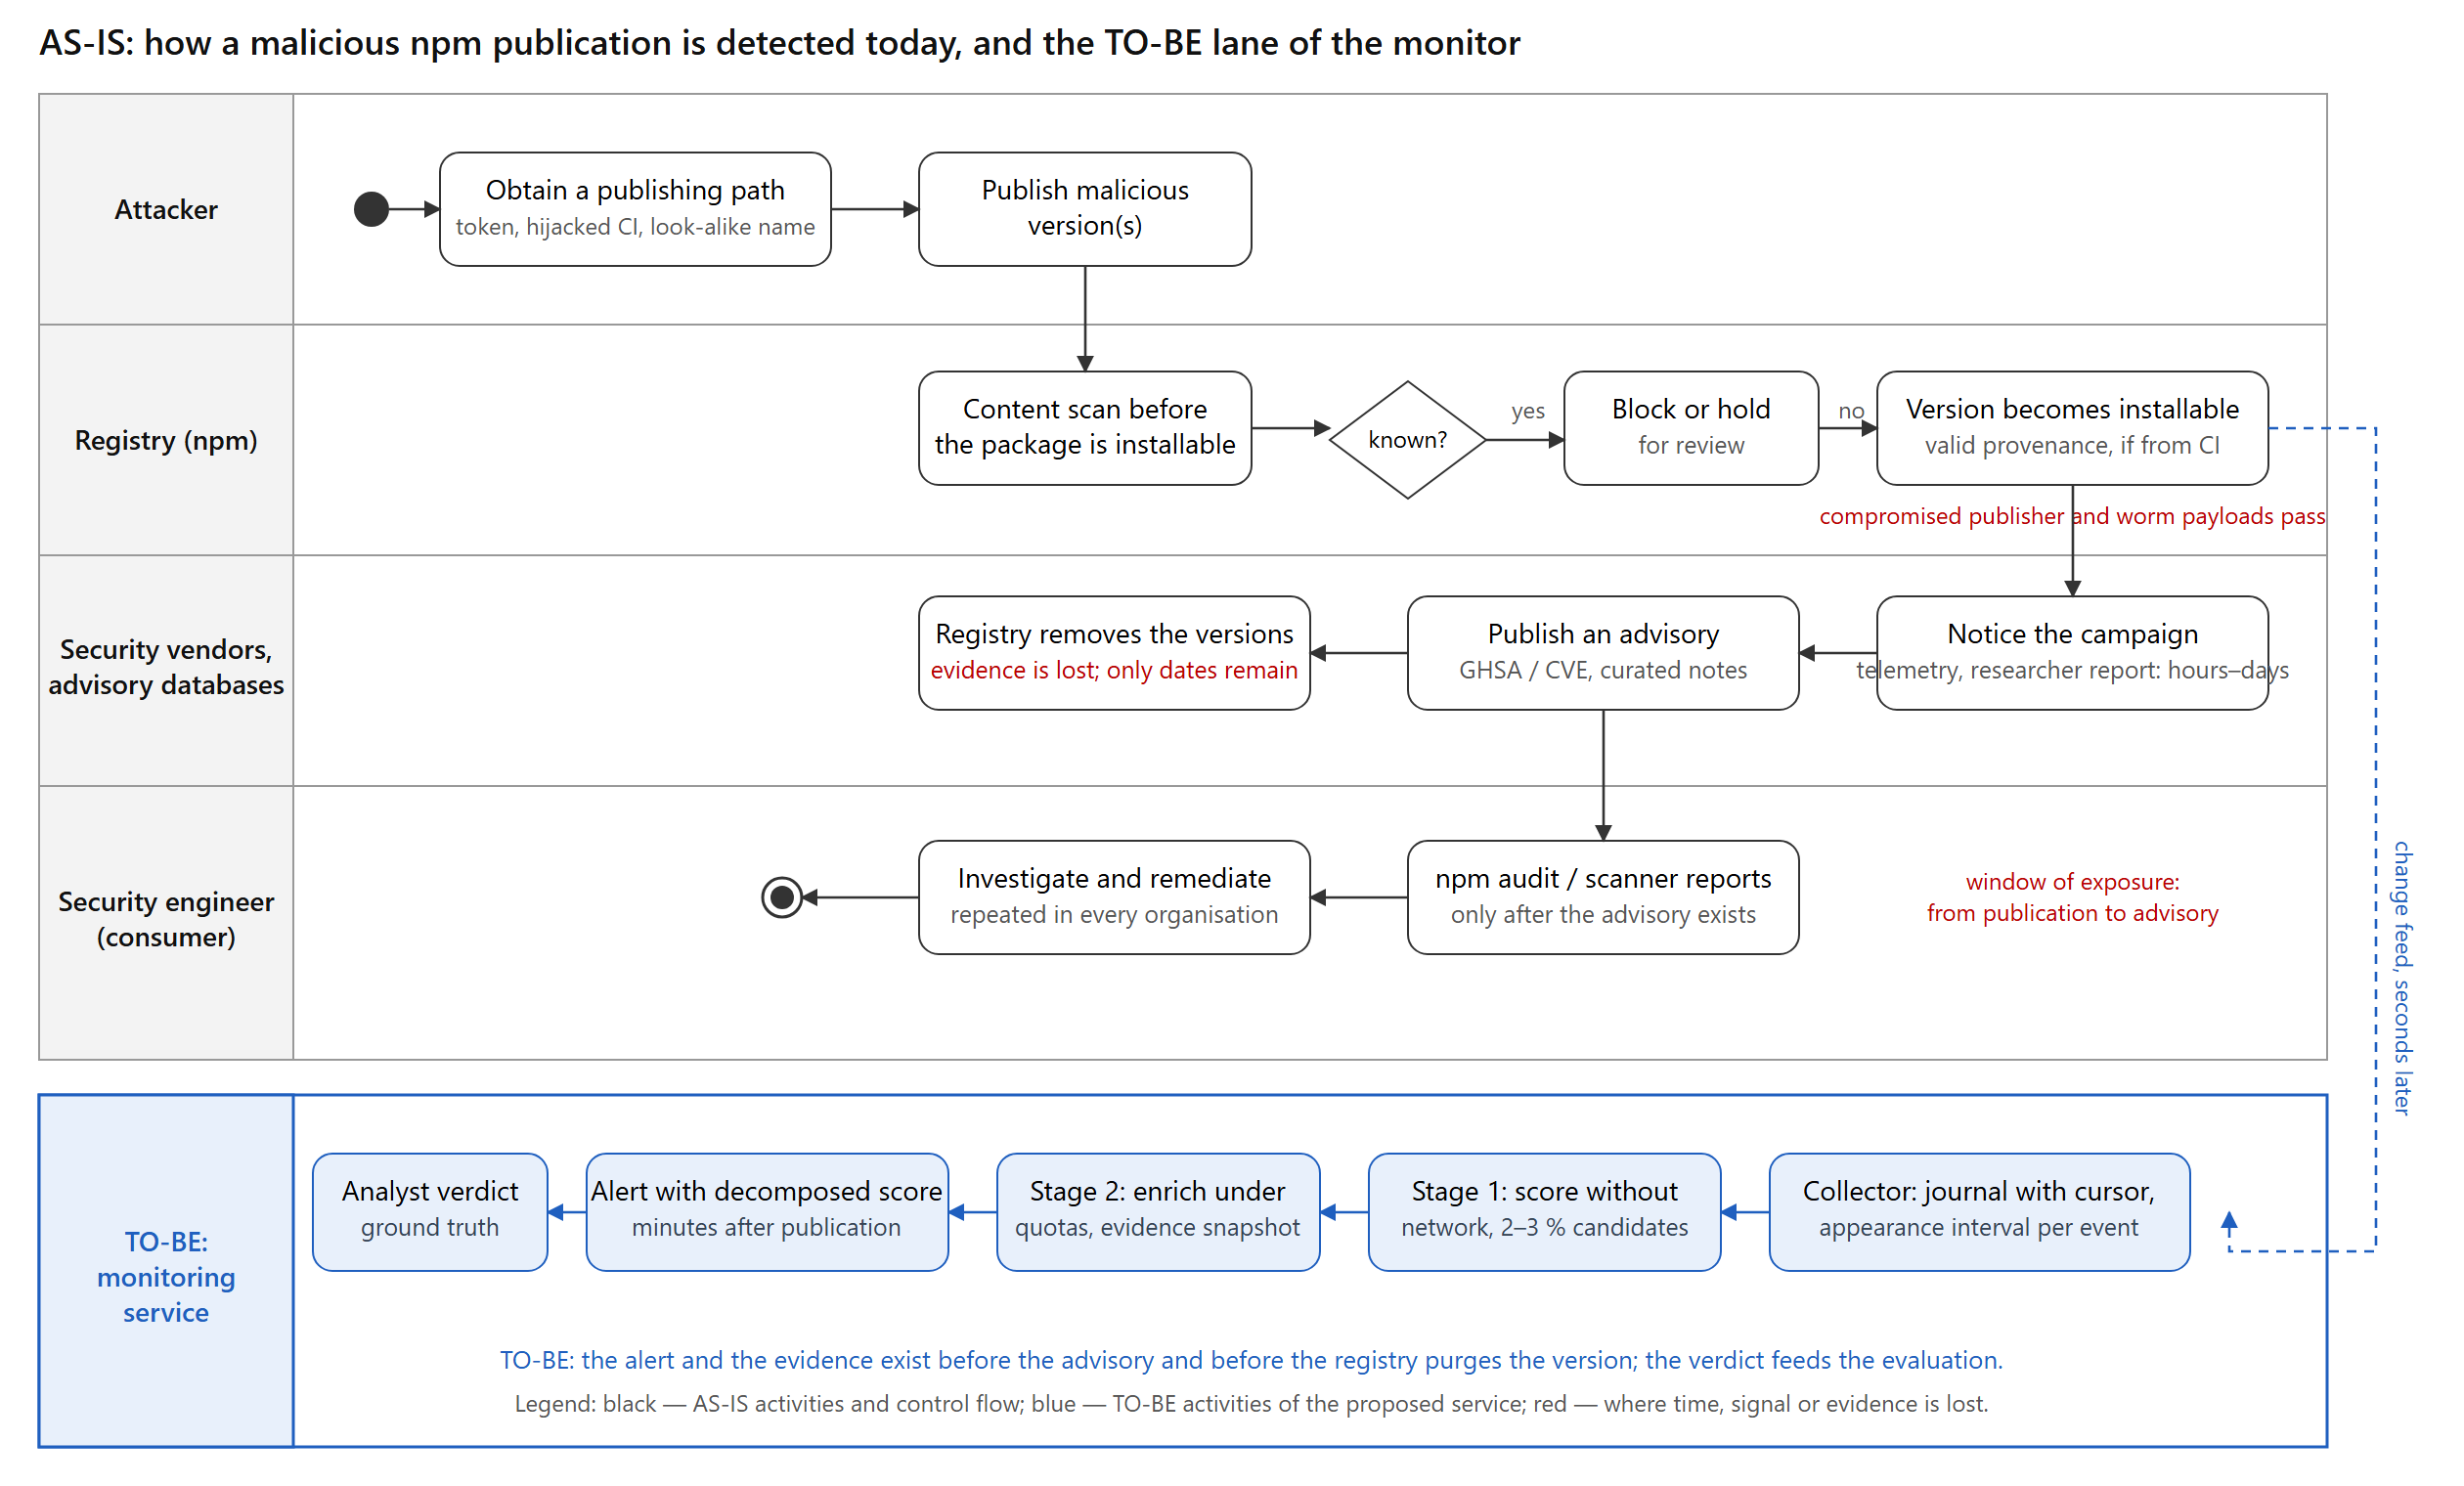 AS-IS: how a malicious npm publication is detected today, and the TO-BE lane of the monitor
Attacker
Obtain a publishing path
token, hijacked CI, look-alike name
Publish malicious
version(s)
Registry (npm)
Content scan before
the package is installable
known?
yes
Block or hold
for review
no
Version becomes installable
valid provenance, if from CI
compromised publisher and worm payloads pass
Security vendors,
advisory databases
Registry removes the versions
evidence is lost; only dates remain
Publish an advisory
GHSA / CVE, curated notes
Notice the campaign
telemetry, researcher report: hours–days
Security engineer
(consumer)
Investigate and remediate
repeated in every organisation
npm audit / scanner reports
only after the advisory exists
window of exposure:
from publication to advisory
change feed, seconds later
TO-BE:
monitoring
service
Analyst verdict
ground truth
Alert with decomposed score
minutes after publication
Stage 2: enrich under
quotas, evidence snapshot
Stage 1: score without
network, 2–3 % candidates
Collector: journal with cursor,
appearance interval per event
TO-BE: the alert and the evidence exist before the advisory and before the registry purges the version; the verdict feeds the evaluation.
Legend: black — AS-IS activities and control flow; blue — TO-BE activities of the proposed service; red — where time, signal or evidence is lost.